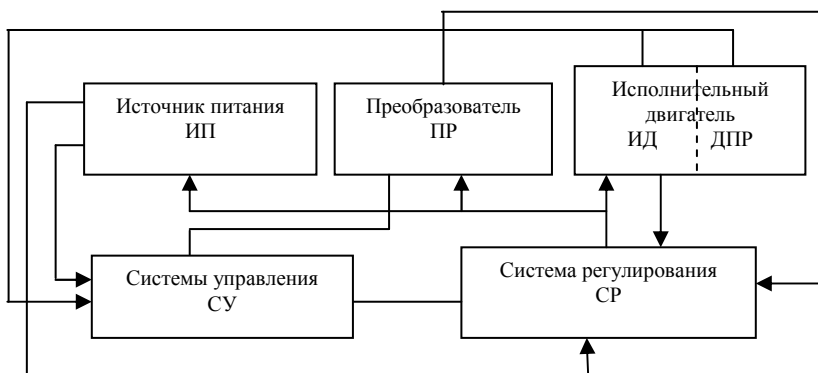 Источник питания
ИП
Преобразователь
ПР
Исполнительный
двигатель
ИД ДПР
Системы управления
СУ
Система регулирования
СР